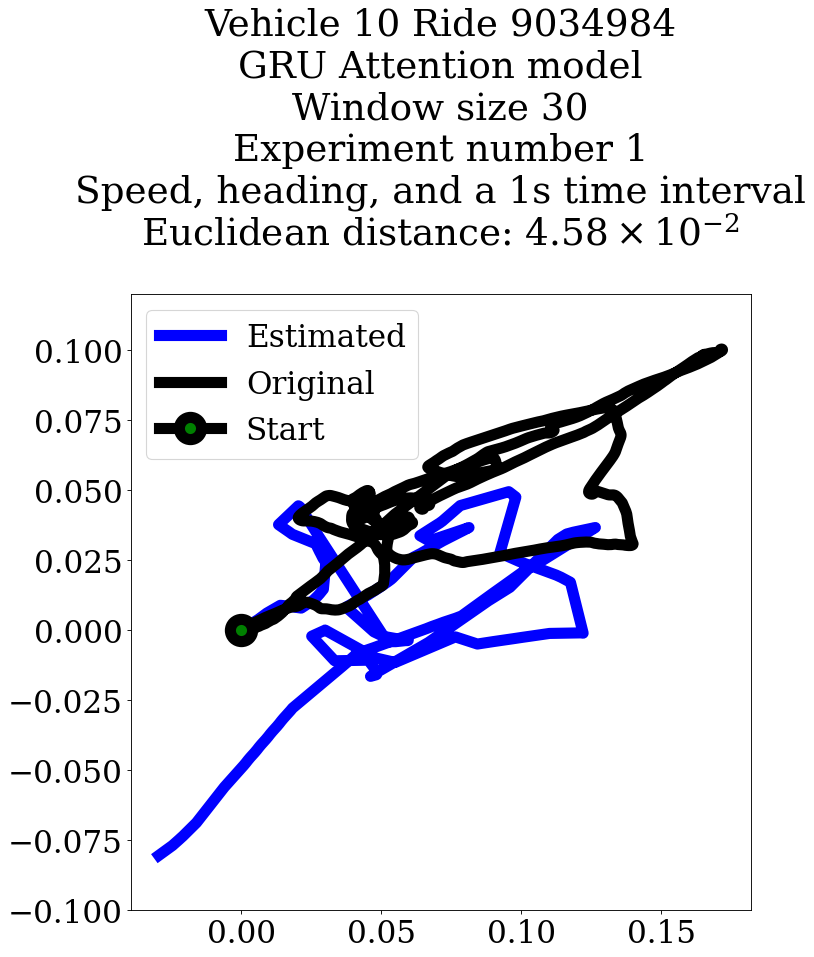 Vehicle 10 Ride 9034984
GRU Attention model
Window size 30
Experiment number 1
Speed, heading, and a 1s time interval
Euclidean distance: 4.58 × 10⁻²
Estimated
Original
Start
0.100
0.075
0.050
0.025
0.000
−0.025
−0.050
−0.075
−0.100
0.00 0.05 0.10 0.15